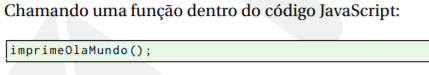 Chamando uma função dentro do código JavaScript:
imprimeOlaMundo();